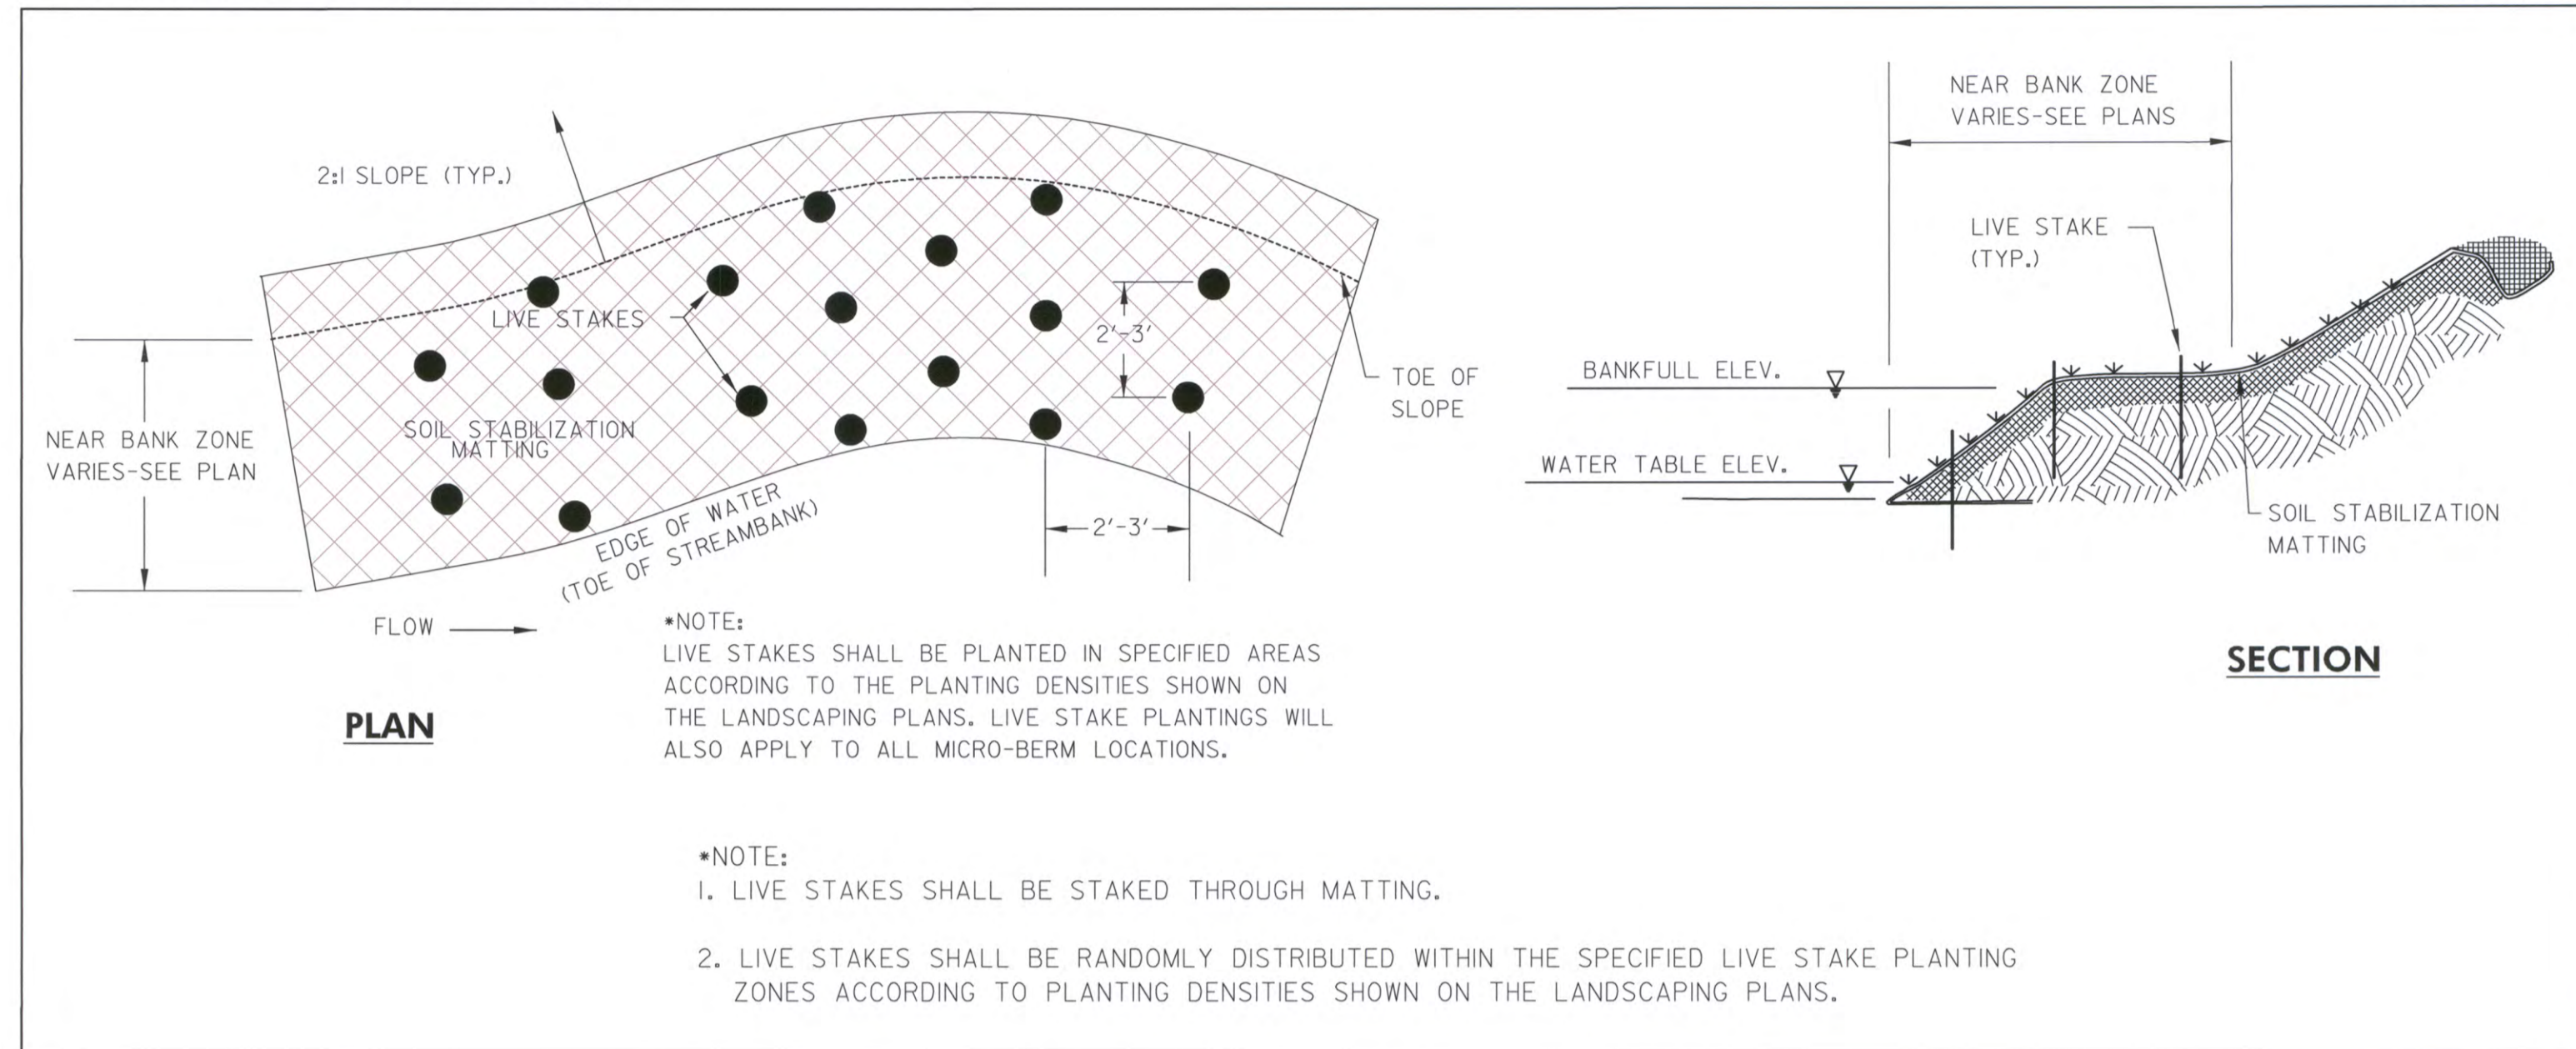 2:1 SLOPE (TYP.)
LIVE STAKES
SOIL STABILIZATION
MATTING
NEAR BANK ZONE
VARIES-SEE PLAN
2'-3'
TOE OF
SLOPE
EDGE OF WATER
(TOE OF STREAMBANK)
2'-3'
FLOW
PLAN
*NOTE:
LIVE STAKES SHALL BE PLANTED IN SPECIFIED AREAS
ACCORDING TO THE PLANTING DENSITIES SHOWN ON
THE LANDSCAPING PLANS. LIVE STAKE PLANTINGS WILL
ALSO APPLY TO ALL MICRO-BERM LOCATIONS.
NEAR BANK ZONE
VARIES-SEE PLANS
LIVE STAKE
(TYP.)
BANKFULL ELEV.
WATER TABLE ELEV.
SOIL STABILIZATION
MATTING
SECTION
*NOTE:
1. LIVE STAKES SHALL BE STAKED THROUGH MATTING.
2. LIVE STAKES SHALL BE RANDOMLY DISTRIBUTED WITHIN THE SPECIFIED LIVE STAKE PLANTING
ZONES ACCORDING TO PLANTING DENSITIES SHOWN ON THE LANDSCAPING PLANS.